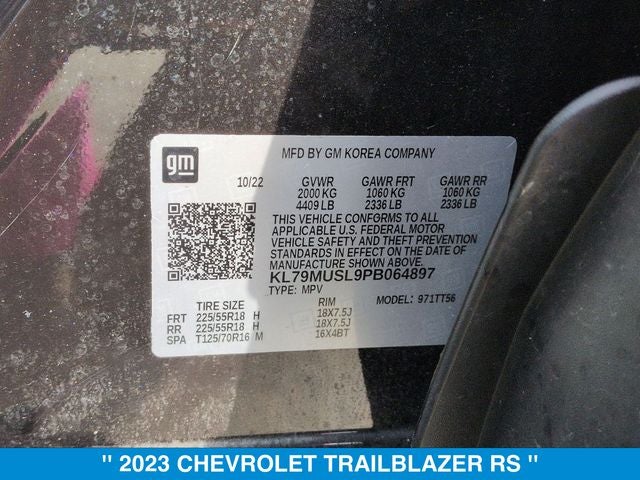 gm
MFD BY GM KOREA COMPANY
10/22 GVWR GAWR FRT GAWR RR
2000 KG 1060 KG 1060 KG
4409 LB 2336 LB 2336 LB
THIS VEHICLE CONFORMS TO ALL
APPLICABLE U.S. FEDERAL MOTOR
VEHICLE SAFETY AND THEFT PREVENTION
STANDARDS IN EFFECT ON THE DATE OF
MANUFACTURE SHOWN ABOVE.
KL79MUSL9PB064897
TYPE: MPV MODEL: 971TT56
TIRE SIZE RIM
FRT 225/55R18 H 18X7.5J
RR 225/55R18 H 18X7.5J
SPA T125/70R16 M 16X4BT
" 2023 CHEVROLET TRAILBLAZER RS "